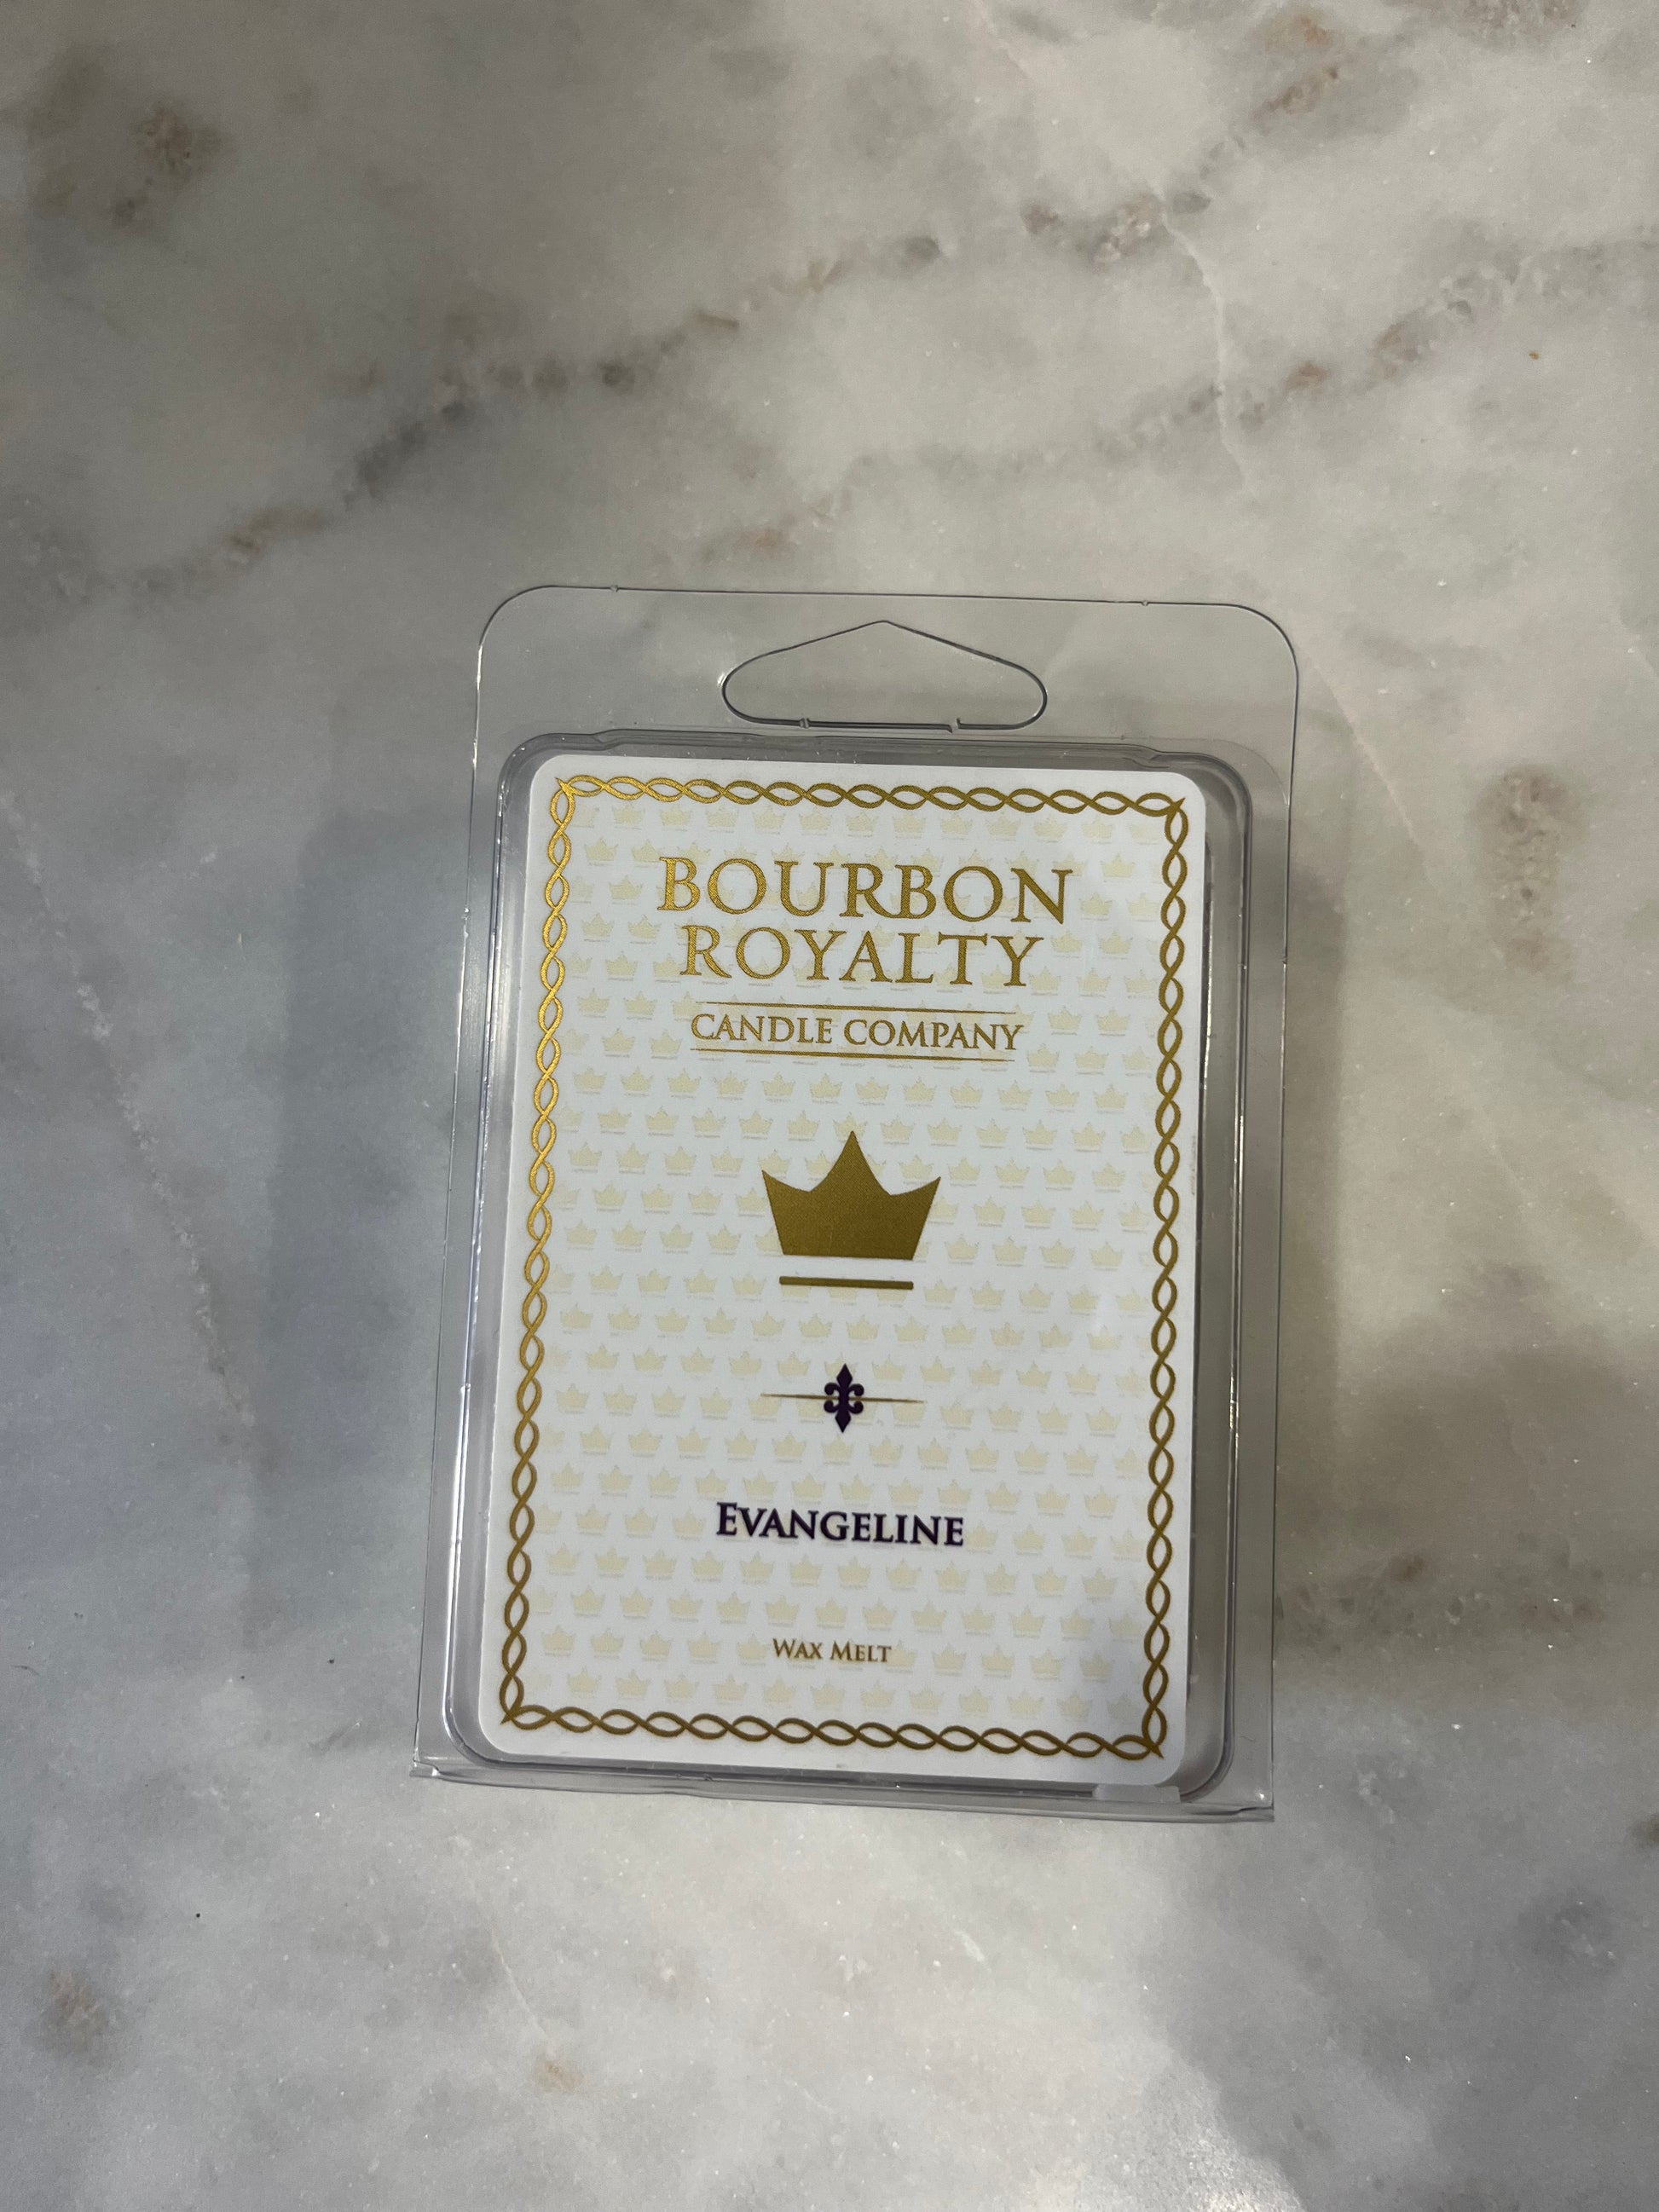 BOURBON
ROYALTY
CANDLE COMPANY
EVANGELINE
WAX MELT